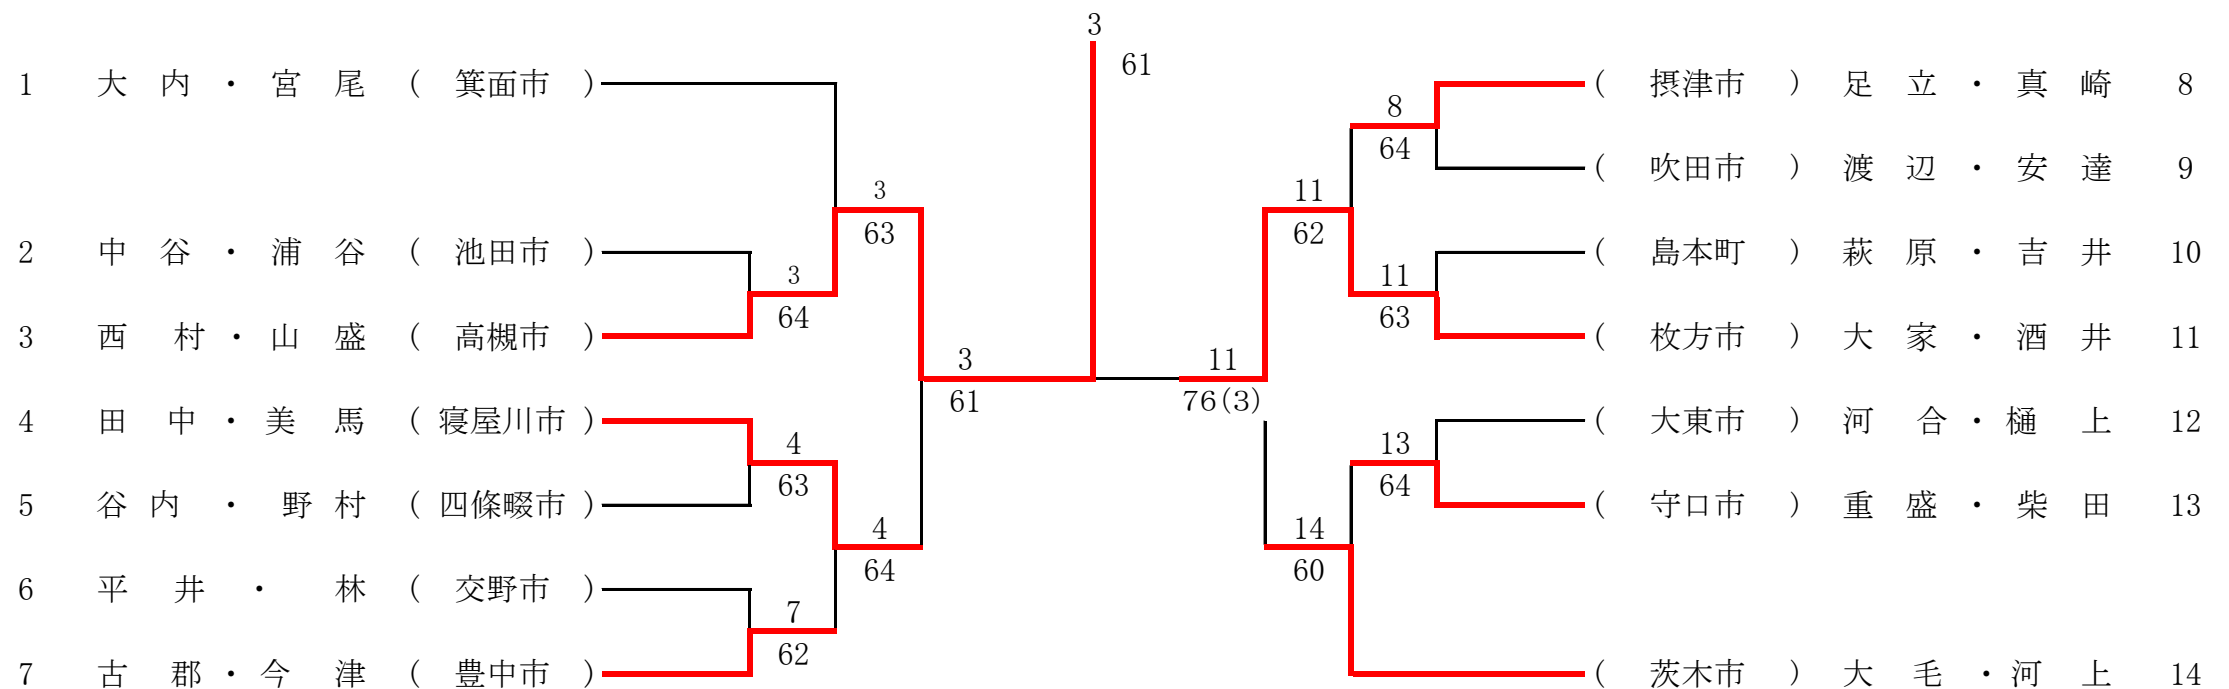 3
61
1 大内・宮尾 ( 箕面市 )
( 摂津市 ) 足立・真崎 8
8
64
( 吹田市 ) 渡辺・安達 9
3
63
11
62
2 中谷・浦谷 ( 池田市 )
( 島本町 ) 萩原・吉井 10
3
64
11
63
3 西村・山盛 ( 高槻市 )
( 枚方市 ) 大家・酒井 11
3
61
11
76(3)
4 田中・美馬 ( 寝屋川市 )
( 大東市 ) 河合・樋上 12
4
63
13
64
5 谷内・野村 ( 四條畷市 )
( 守口市 ) 重盛・柴田 13
4
64
14
60
6 平井・林 ( 交野市 )
7
62
7 古郡・今津 ( 豊中市 )
( 茨木市 ) 大毛・河上 14